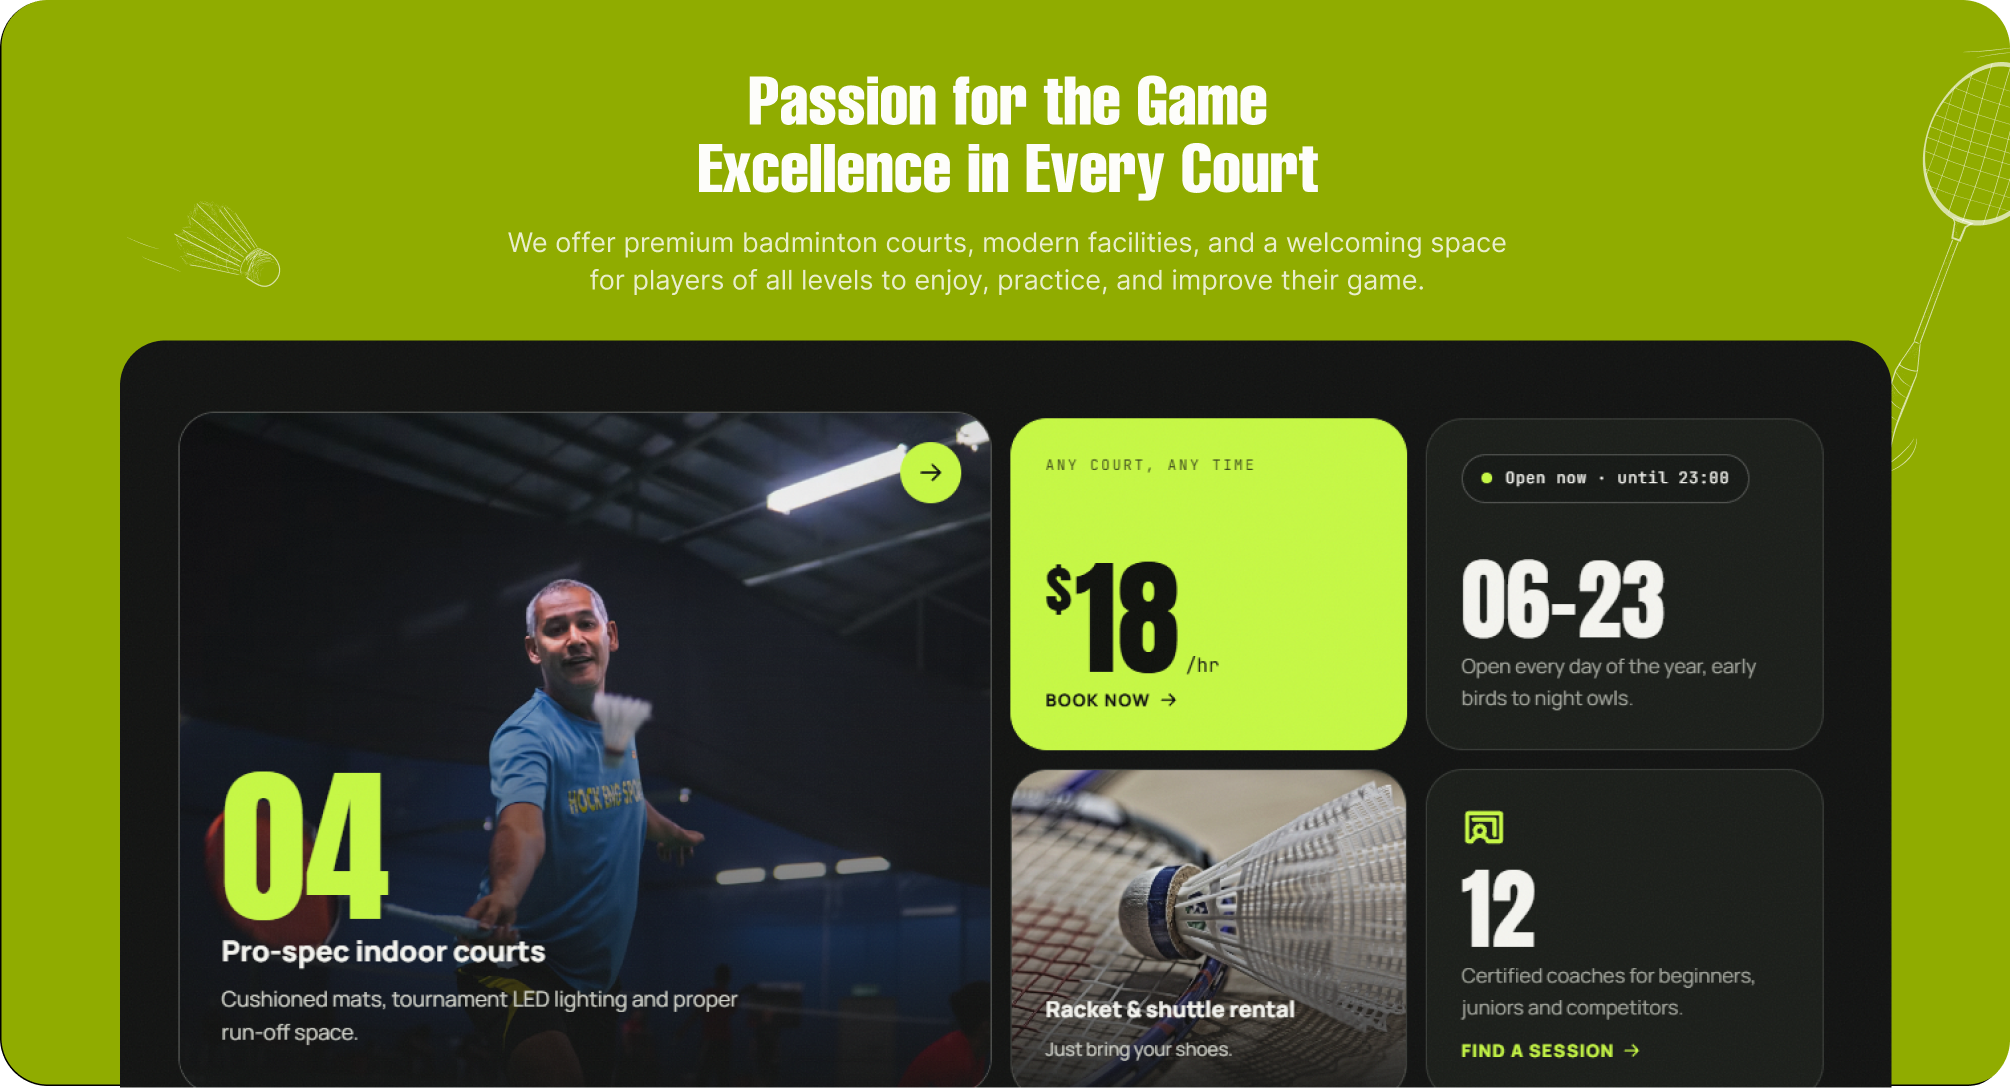 Passion for the Game
Excellence in Every Court
We offer premium badminton courts, modern facilities, and a welcoming space
for players of all levels to enjoy, practice, and improve their game.
04
Pro-spec indoor courts
Cushioned mats, tournament LED lighting and proper
run-off space.
ANY COURT, ANY TIME
$18 /hr
BOOK NOW →
Open now · until 23:00
06-23
Open every day of the year, early
birds to night owls.
Racket & shuttle rental
Just bring your shoes.
12
Certified coaches for beginners,
juniors and competitors.
FIND A SESSION →